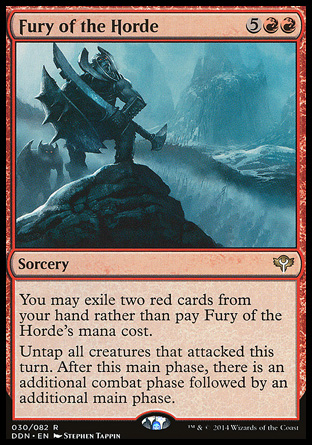 Fury of the Horde 5
Sorcery
You may exile two red cards from
your hand rather than pay Fury of the
Horde's mana cost.
Untap all creatures that attacked this
turn. After this main phase, there is an
additional combat phase followed by an
additional main phase.
030/082 R
DDN • EN Stephen Tappin ™ & © 2014 Wizards of the Coast